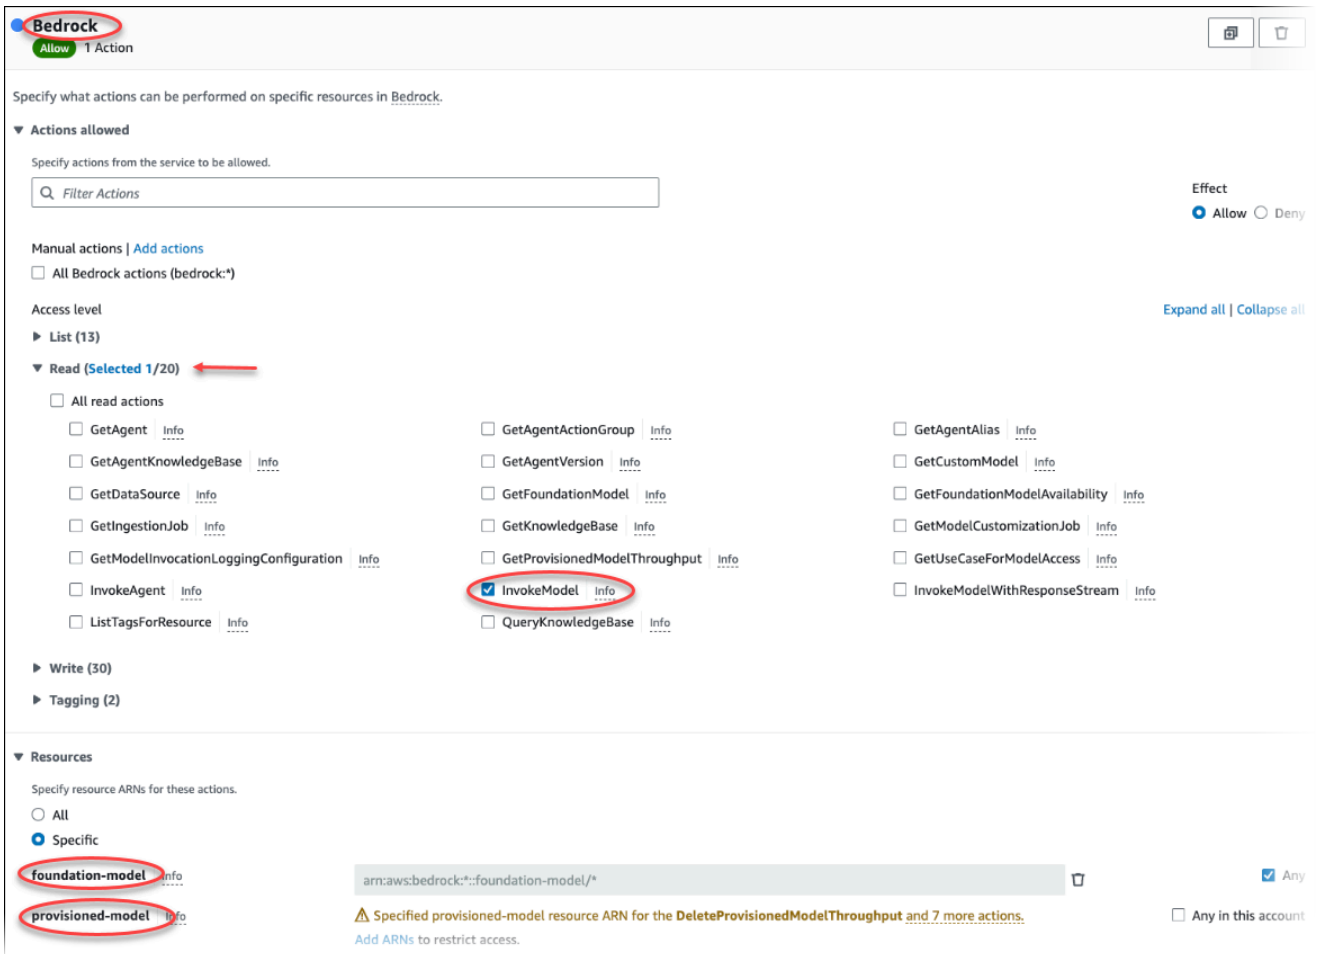 Bedrock
Allow 1 Action
Specify what actions can be performed on specific resources in Bedrock.
Actions allowed
Specify actions from the service to be allowed.
Filter Actions
Effect
Allow Deny
Manual actions | Add actions
All Bedrock actions (bedrock:*)
Access level
Expand all | Collapse all
List (13)
Read (Selected 1/20)
All read actions
GetAgent Info GetAgentActionGroup Info GetAgentAlias Info
GetAgentKnowledgeBase Info GetAgentVersion Info GetCustomModel Info
GetDataSource Info GetFoundationModel Info GetFoundationModelAvailability Info
GetIngestionJob Info GetKnowledgeBase Info GetModelCustomizationJob Info
GetModelInvocationLoggingConfiguration Info GetProvisionedModelThroughput Info GetUseCaseForModelAccess Info
InvokeAgent Info InvokeModel Info InvokeModelWithResponseStream Info
ListTagsForResource Info QueryKnowledgeBase Info
Write (30)
Tagging (2)
Resources
Specify resource ARNs for these actions.
All
Specific
foundation-model Info arn:aws:bedrock:*::foundation-model/* Any
provisioned-model Info Specified provisioned-model resource ARN for the DeleteProvisionedModelThroughput and 7 more actions. Any in this account
Add ARNs to restrict access.